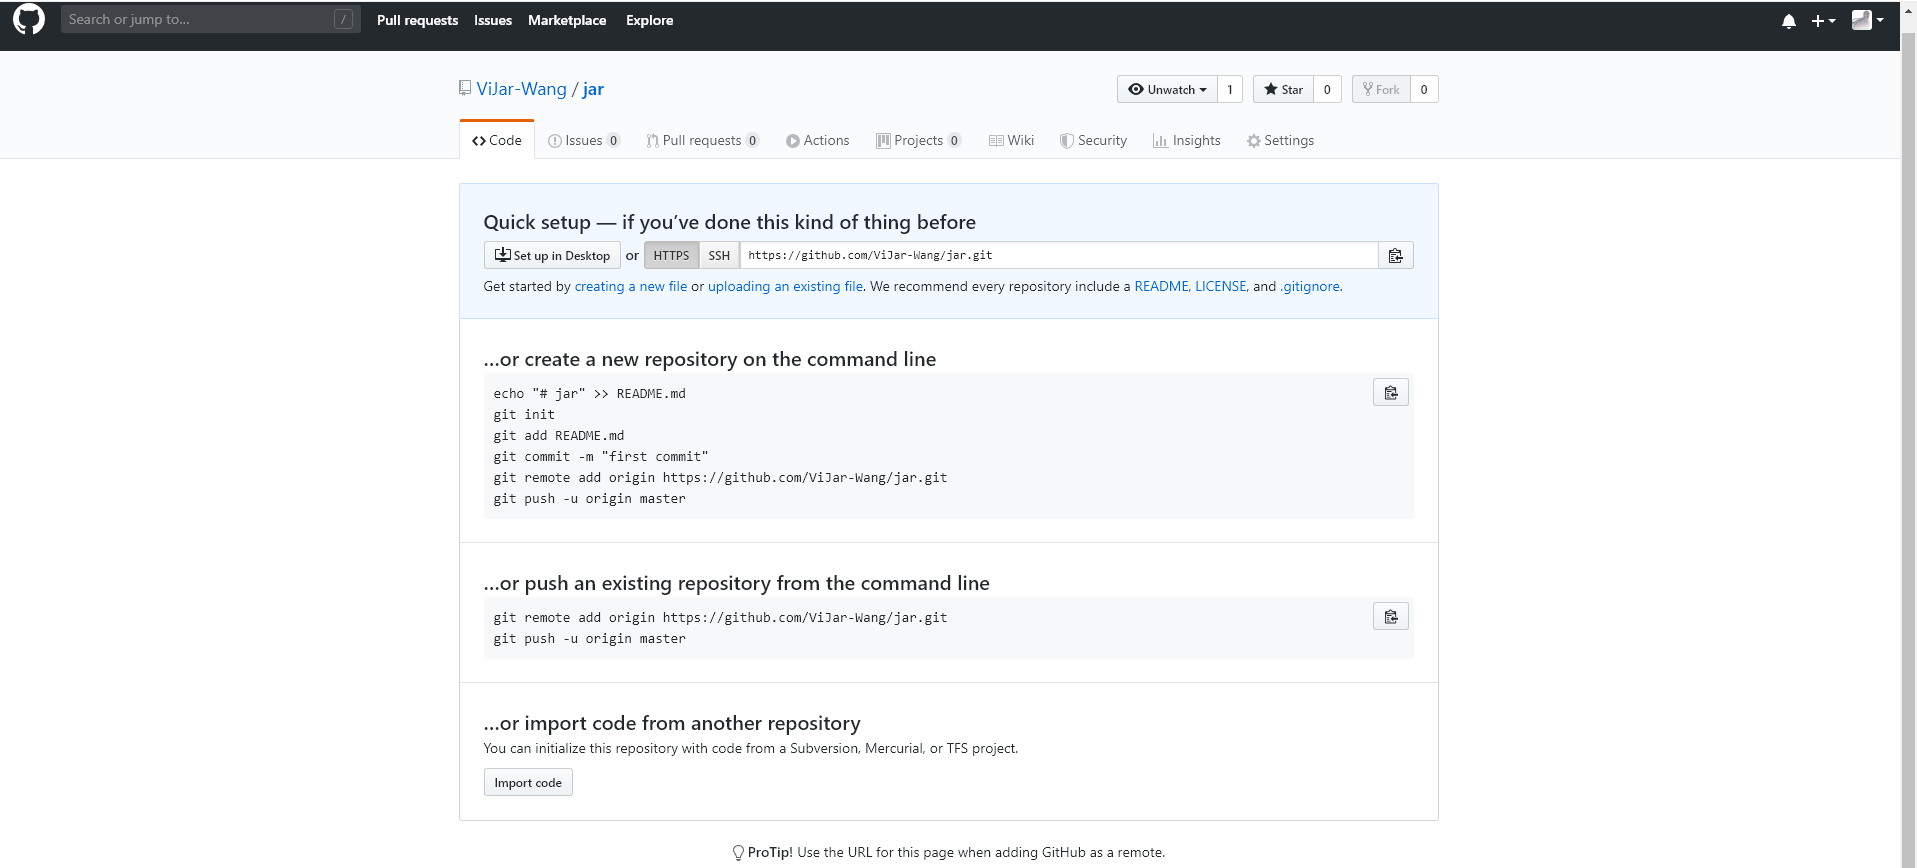 Search or jump to... /
Pull requests Issues Marketplace Explore
ViJar-Wang / jar
Unwatch 1 Star 0 Fork 0
Code Issues 0 Pull requests 0 Actions Projects 0 Wiki Security Insights Settings
Quick setup — if you’ve done this kind of thing before
Set up in Desktop or HTTPS SSH https://github.com/ViJar-Wang/jar.git
Get started by creating a new file or uploading an existing file. We recommend every repository include a README, LICENSE, and .gitignore.
…or create a new repository on the command line
echo "# jar" >> README.md
git init
git add README.md
git commit -m "first commit"
git remote add origin https://github.com/ViJar-Wang/jar.git
git push -u origin master
…or push an existing repository from the command line
git remote add origin https://github.com/ViJar-Wang/jar.git
git push -u origin master
…or import code from another repository
You can initialize this repository with code from a Subversion, Mercurial, or TFS project.
Import code
ProTip! Use the URL for this page when adding GitHub as a remote.